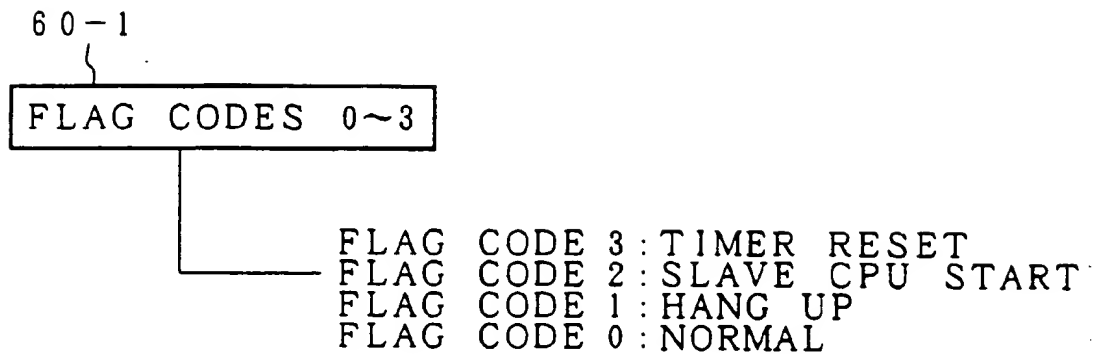 60-1
FLAG CODES 0~3
FLAG CODE 3:TIMER RESET
FLAG CODE 2:SLAVE CPU START
FLAG CODE 1:HANG UP
FLAG CODE 0:NORMAL